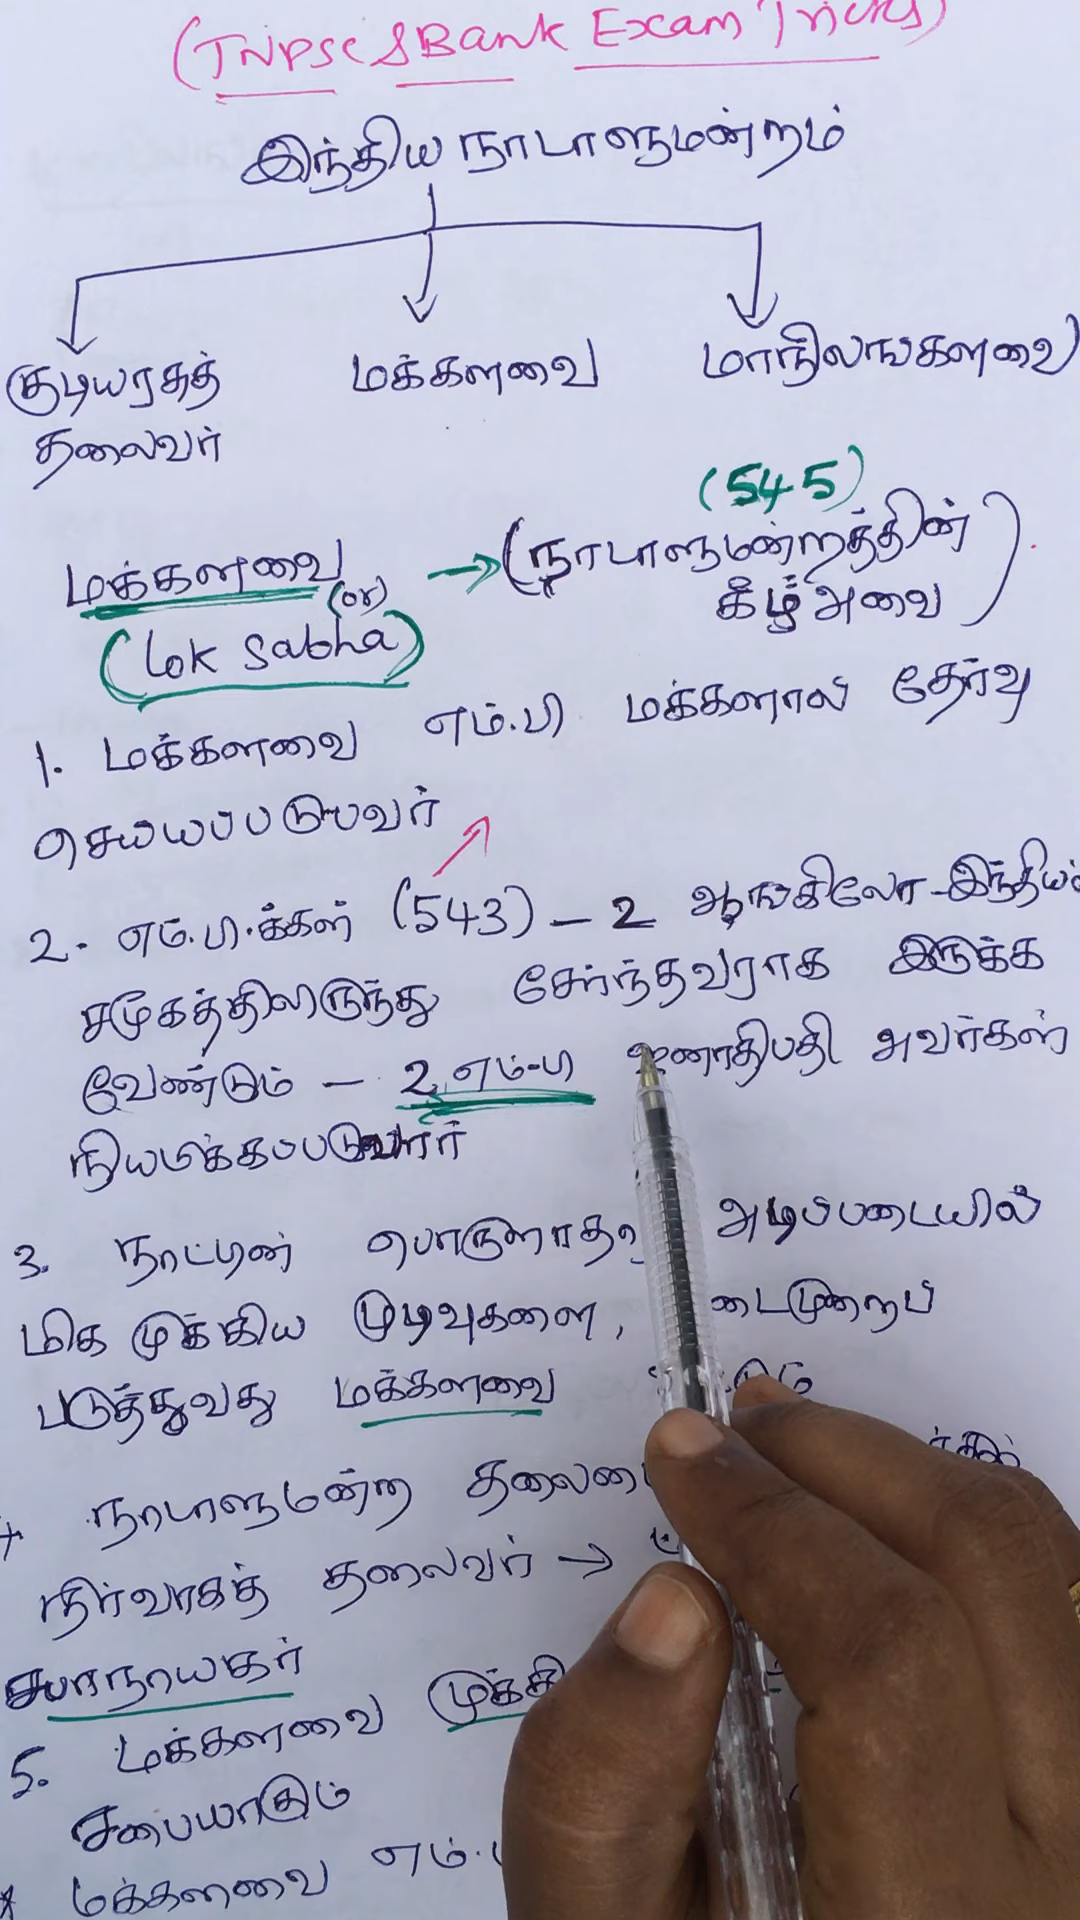 (TNPSC & Bank Exam Tricks)
இந்திய நாடாளுமன்றம்
குடியரசுத் மக்களவை மாநிலங்களவை
தலைவர்
(545)
மக்களவை → (நாடாளுமன்றத்தின்
(or) கீழ் அவை)
(Lok Sabha)
1. மக்களவை எம்.பி மக்களால் தேர்வு
செய்யப்படுபவர்
2. எம்.பி.க்கள் (543) – 2 ஆங்கிலோ-இந்திய
சமூகத்திலிருந்து சேர்ந்தவராக இருக்க
வேண்டும் – 2 எம்.பி ஜனாதிபதி அவர்கள்
நியமிக்கப்படுவார்
3. நாட்டின் அடிப்படையில்
மிக முக்கிய முடிவுகளை,
படுத்துவது மக்களவை
நாடாளுமன்ற
நிர்வாகத் தலைவர் →
சபாநாயகர்
5. மக்களவை
சபையாகும்
* மக்களவை எம்.